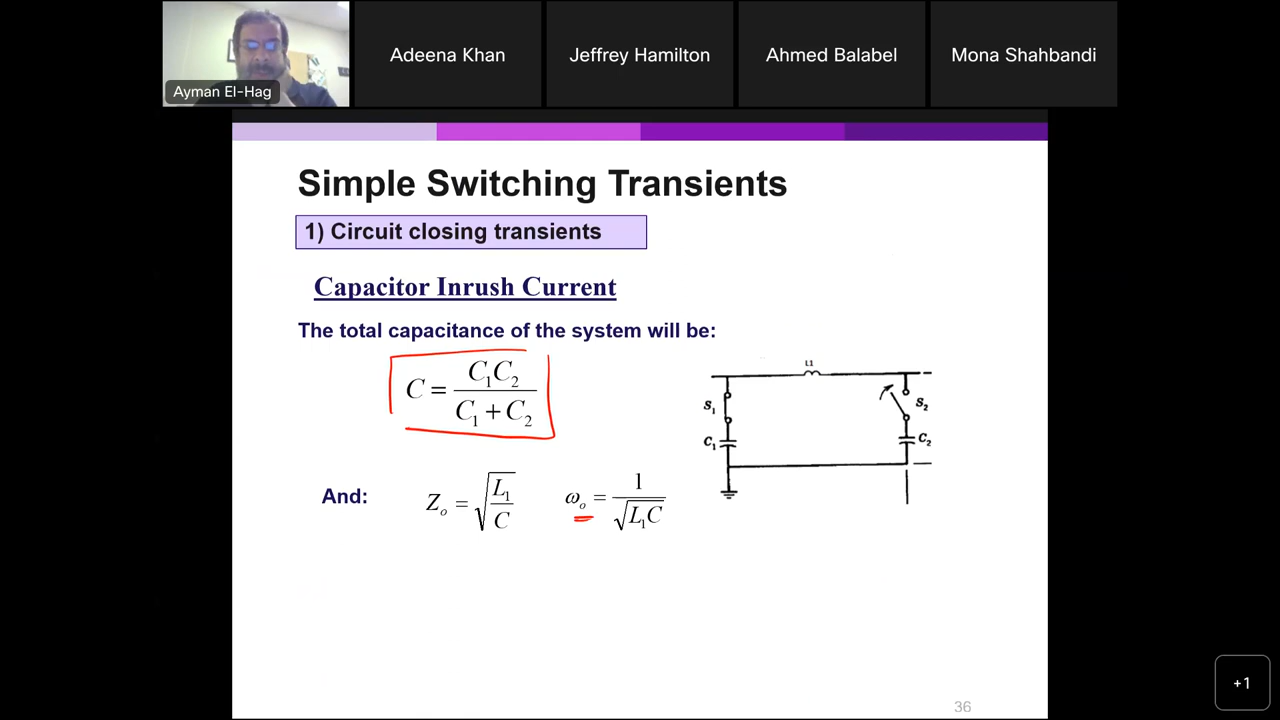 Ayman El-Hag
Adeena Khan
Jeffrey Hamilton
Ahmed Balabel
Mona Shahbandi
Simple Switching Transients
1) Circuit closing transients
Capacitor Inrush Current
The total capacitance of the system will be:
C = C₁C₂ / (C₁ + C₂)
L1
S₁
S₂
C₁
C₂
And: Zₒ = √(L₁/C) ωₒ = 1/√(L₁C)
36
+1